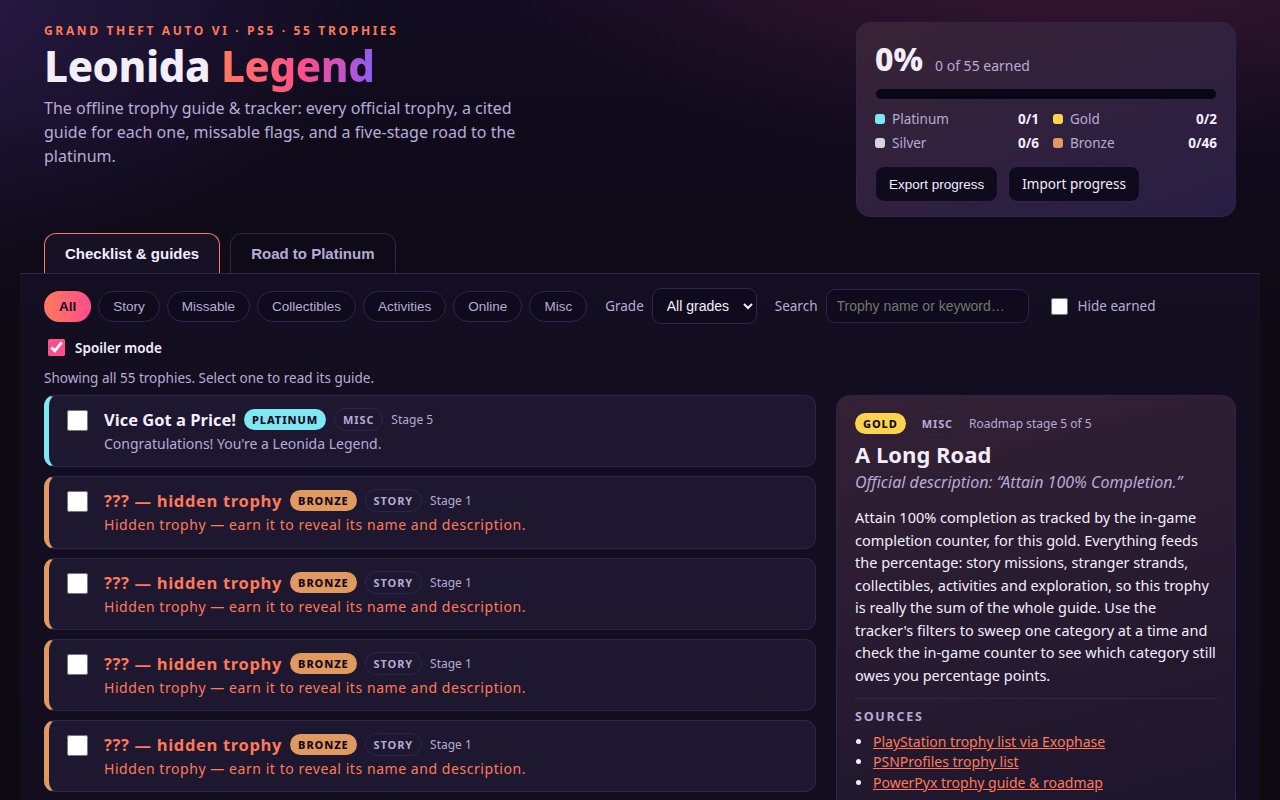 GRAND THEFT AUTO VI · PS5 · 55 TROPHIES
Leonida Legend
The offline trophy guide & tracker: every official trophy, a cited
guide for each one, missable flags, and a five-stage road to the
platinum.
0% 0 of 55 earned
Platinum 0/1 Gold 0/2
Silver 0/6 Bronze 0/46
Export progress Import progress
Checklist & guides Road to Platinum
All Story Missable Collectibles Activities Online Misc Grade All grades Search Trophy name or keyword… Hide earned
Spoiler mode
Showing all 55 trophies. Select one to read its guide.
Vice Got a Price! PLATINUM MISC Stage 5
Congratulations! You're a Leonida Legend.
??? — hidden trophy BRONZE STORY Stage 1
Hidden trophy — earn it to reveal its name and description.
??? — hidden trophy BRONZE STORY Stage 1
Hidden trophy — earn it to reveal its name and description.
??? — hidden trophy BRONZE STORY Stage 1
Hidden trophy — earn it to reveal its name and description.
??? — hidden trophy BRONZE STORY Stage 1
Hidden trophy — earn it to reveal its name and description.
GOLD MISC Roadmap stage 5 of 5
A Long Road
Official description: “Attain 100% Completion.”
Attain 100% completion as tracked by the in-game
completion counter, for this gold. Everything feeds
the percentage: story missions, stranger strands,
collectibles, activities and exploration, so this trophy
is really the sum of the whole guide. Use the
tracker's filters to sweep one category at a time and
check the in-game counter to see which category still
owes you percentage points.
SOURCES
PlayStation trophy list via Exophase
PSNProfiles trophy list
PowerPyx trophy guide & roadmap